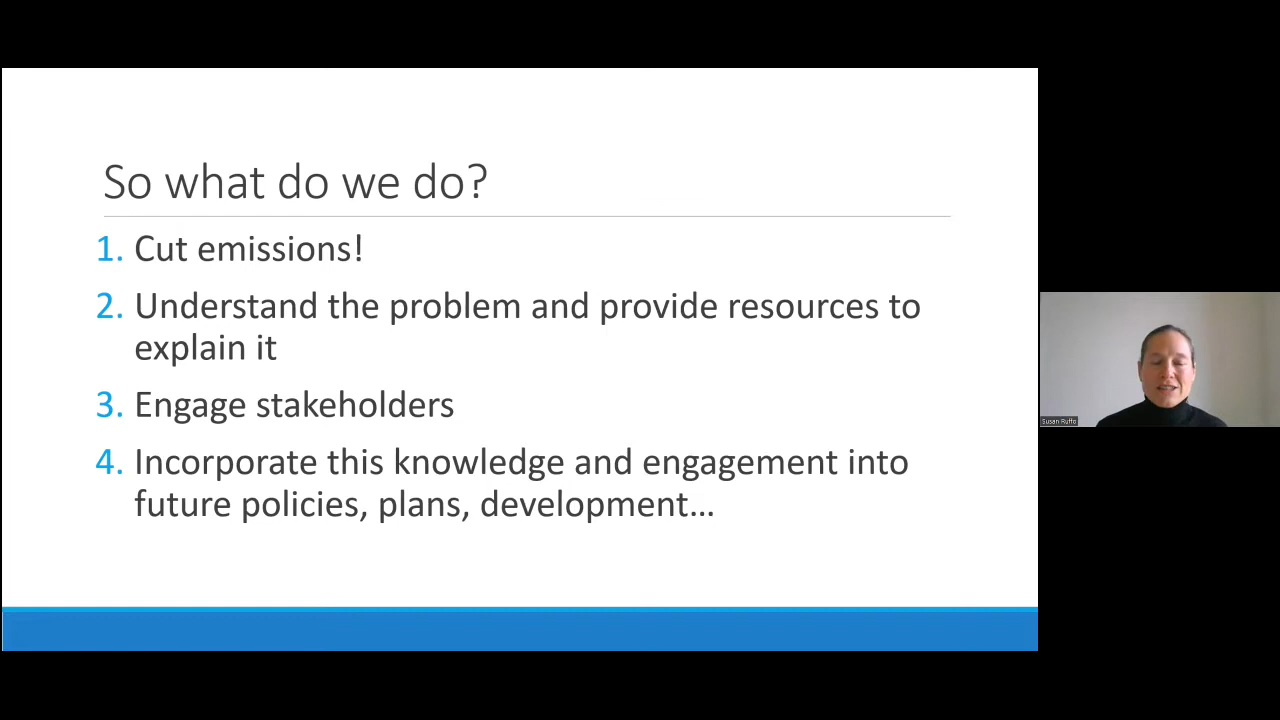 So what do we do?
1. Cut emissions!
2. Understand the problem and provide resources to
explain it
3. Engage stakeholders
4. Incorporate this knowledge and engagement into
future policies, plans, development…
Susan Ruffo